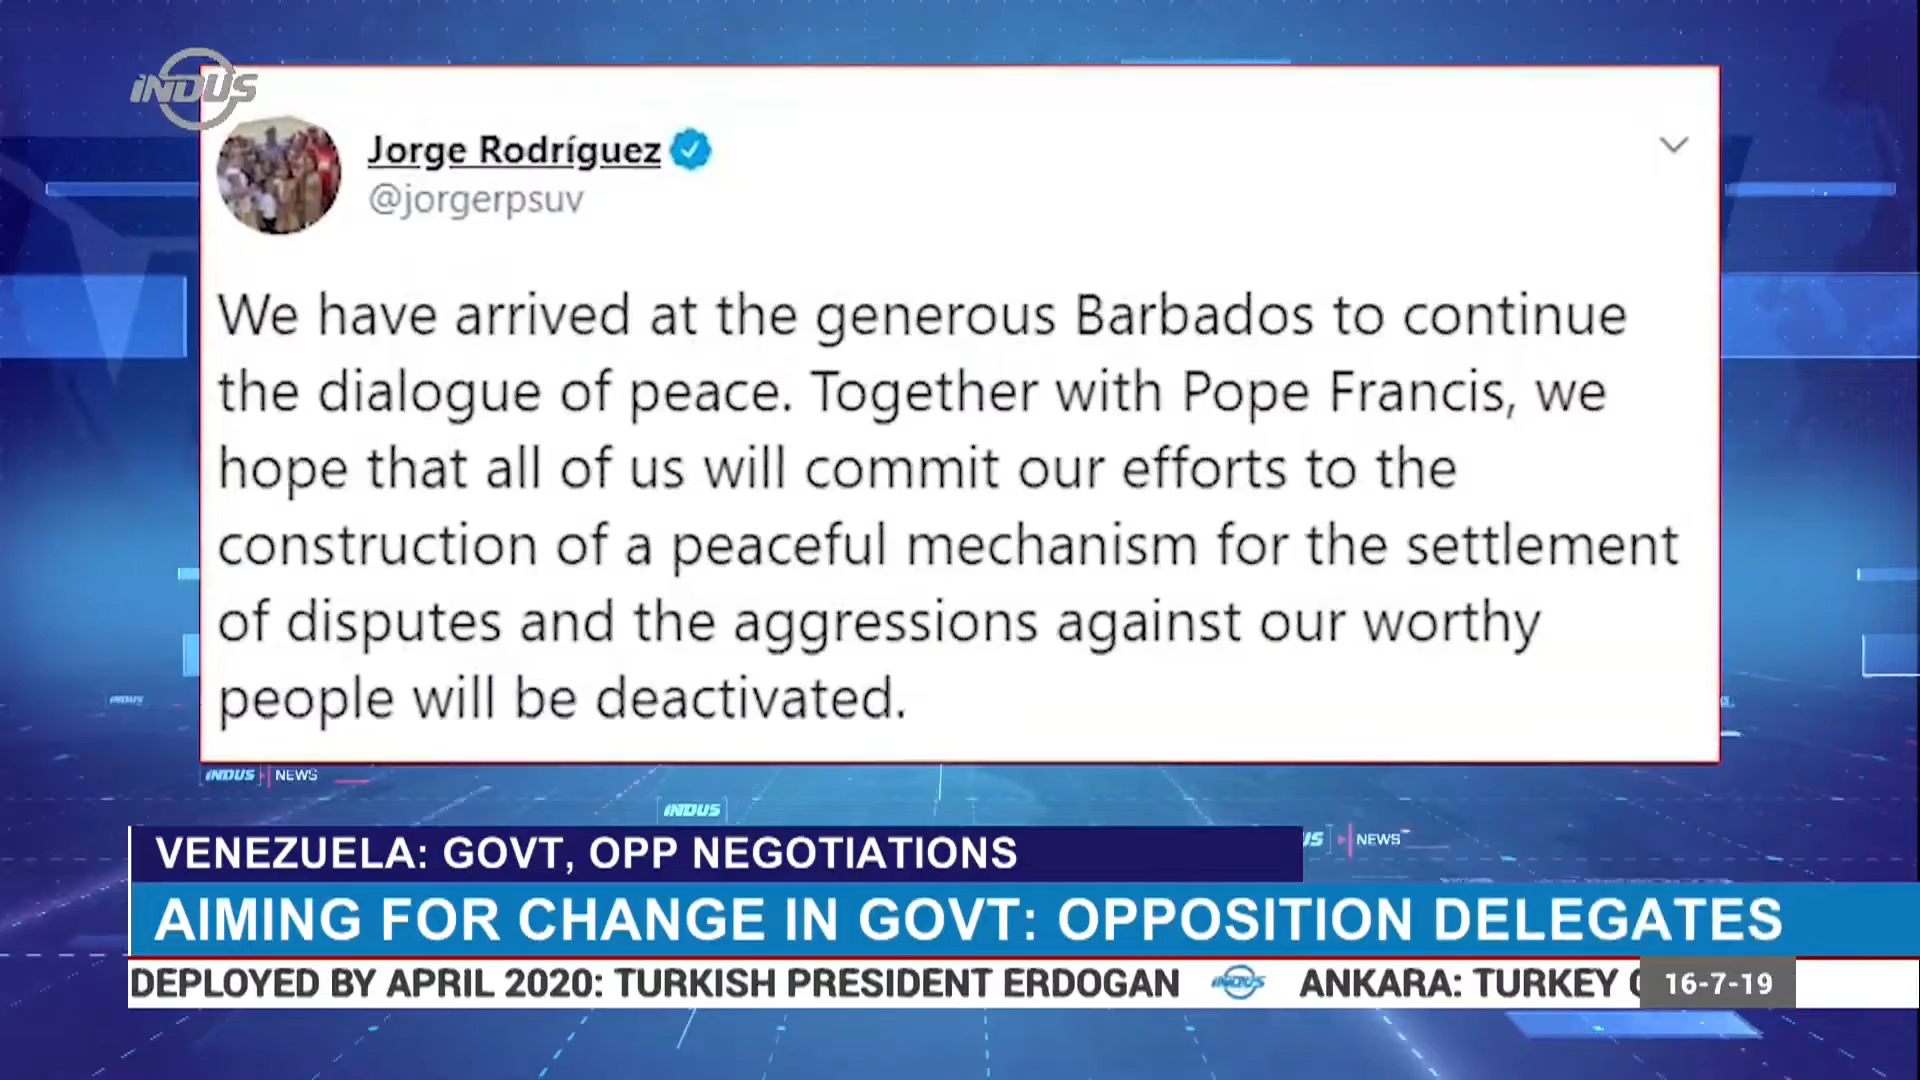 INDUS
Jorge Rodríguez
@jorgerpsuv
We have arrived at the generous Barbados to continue
the dialogue of peace. Together with Pope Francis, we
hope that all of us will commit our efforts to the
construction of a peaceful mechanism for the settlement
of disputes and the aggressions against our worthy
people will be deactivated.
INDUS
INDUS NEWS
INDUS
US NEWS
VENEZUELA: GOVT, OPP NEGOTIATIONS
AIMING FOR CHANGE IN GOVT: OPPOSITION DELEGATES
DEPLOYED BY APRIL 2020: TURKISH PRESIDENT ERDOGAN INDUS ANKARA: TURKEY
16-7-19